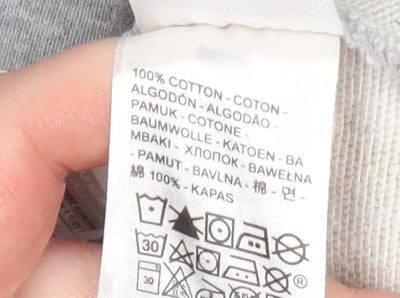 100% COTTON - COTON -
ALGODÓN - ALGODÃO -
PAMUK - COTONE -
BAUMWOLLE - KATOEN - BA
MBAKI - ХЛОПОК - BAWEŁNA
- PAMUT - BAVLNA - 棉 - 면 -
綿 100% - KAPAS
30
30